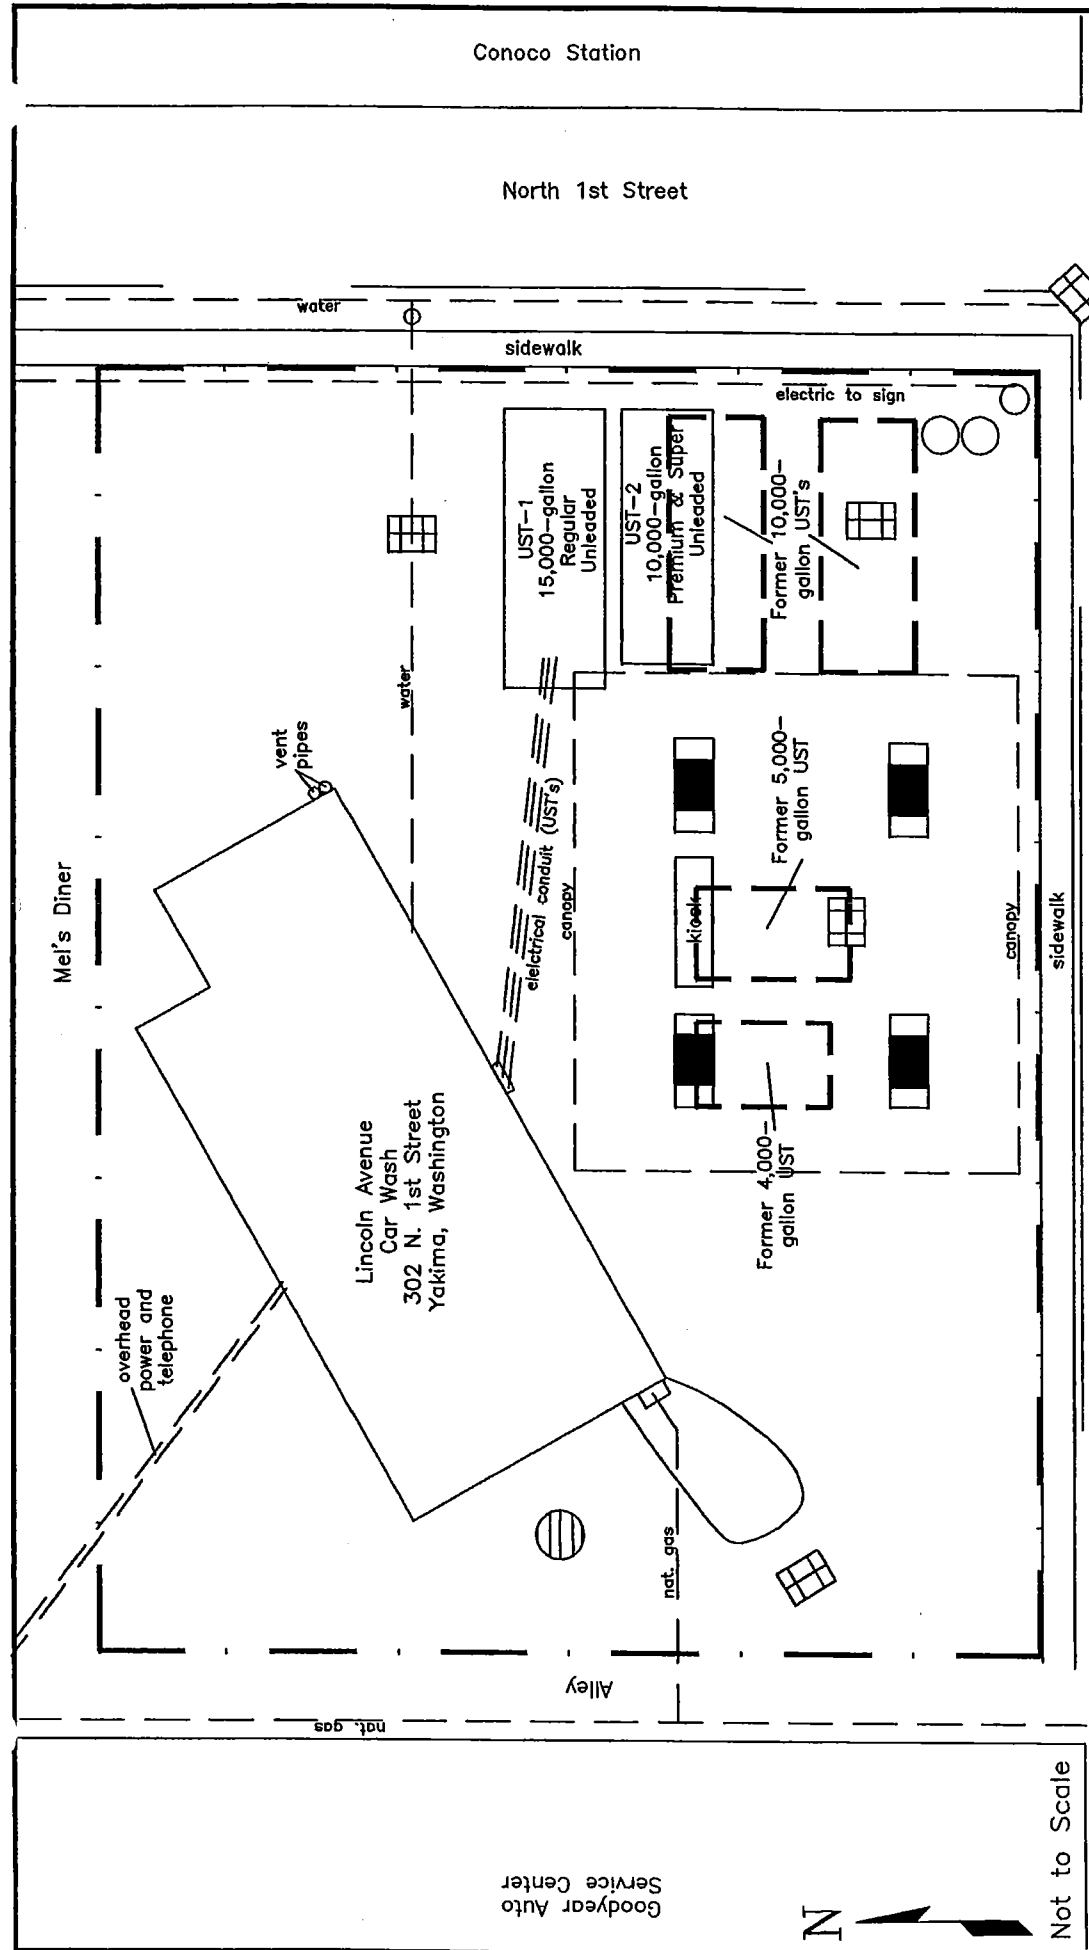 Conoco Station
North 1st Street
water
sidewalk
electric to sign
UST-1
15,000-gallon
Regular
Unleaded
UST-2
10,000-gallon
Premium & Super
Unleaded
Former 10,000-
gallon UST's
water
vent
pipes
elelctrical conduit (UST's)
canopy
Former 5,000-
gallon UST
kiosk
canopy
sidewalk
Mel's Diner
Lincoln Avenue
Car Wash
302 N. 1st Street
Yakima, Washington
Former 4,000-
gallon UST
overhead
power and
telephone
nat. gas
Alley
nat. gas
Goodyear Auto
Service Center
N
Not to Scale